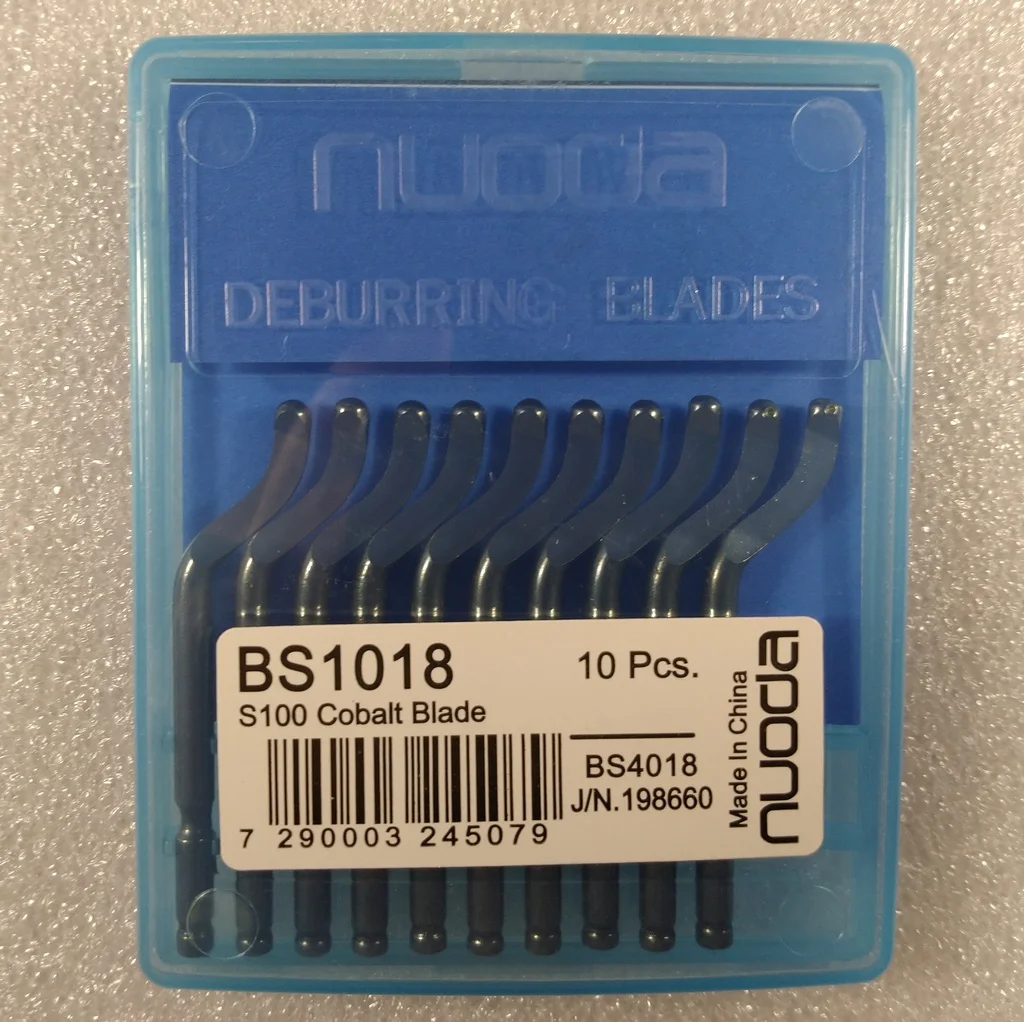 nuoda
DEBURRING BLADES
BS1018
10 Pcs.
S100 Cobalt Blade
BS4018
J/N.198660
7 290003 245079
Made In China
nuoda